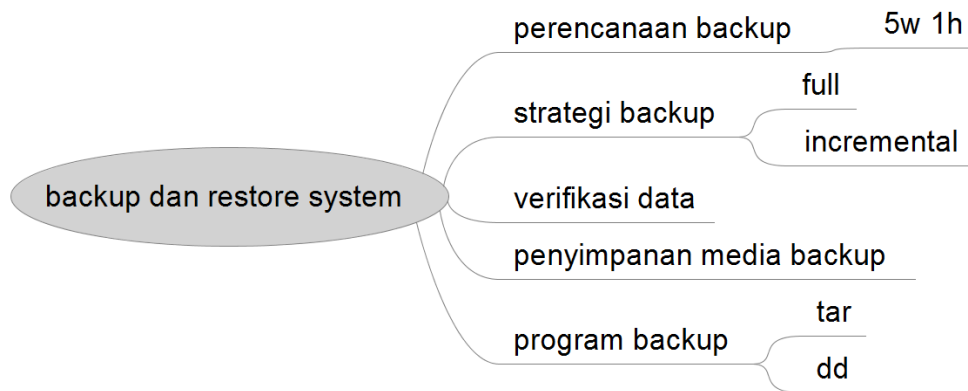 backup dan restore system
perencanaan backup
5w 1h
strategi backup
full
incremental
verifikasi data
penyimpanan media backup
program backup
tar
dd